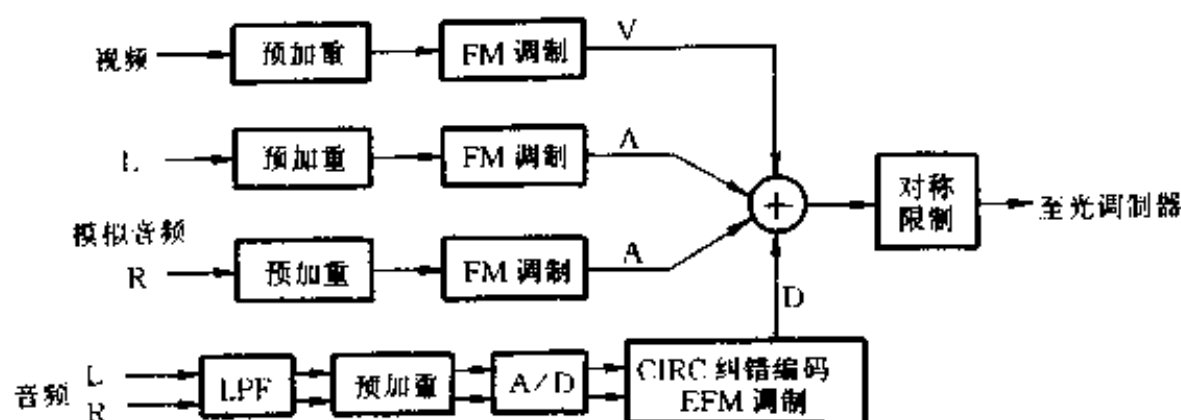 视频
预加重
FM 调制
V
L
预加重
FM 调制
A
模拟音频
R
预加重
FM 调制
A
+
对称
限制
至光调制器
D
音频
L
R
LPF
预加重
A/D
CIRC 纠错编码
EFM 调制